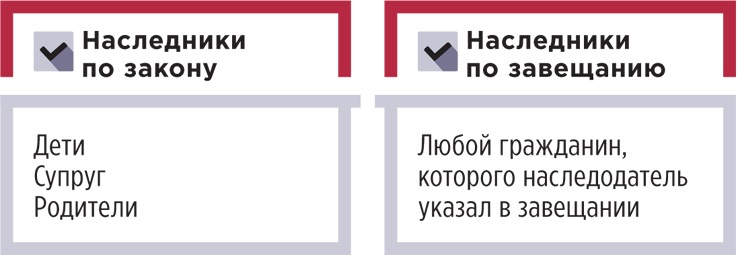 Наследники
по закону
Дети
Супруг
Родители
Наследники
по завещанию
Любой гражданин,
которого наследодатель
указал в завещании